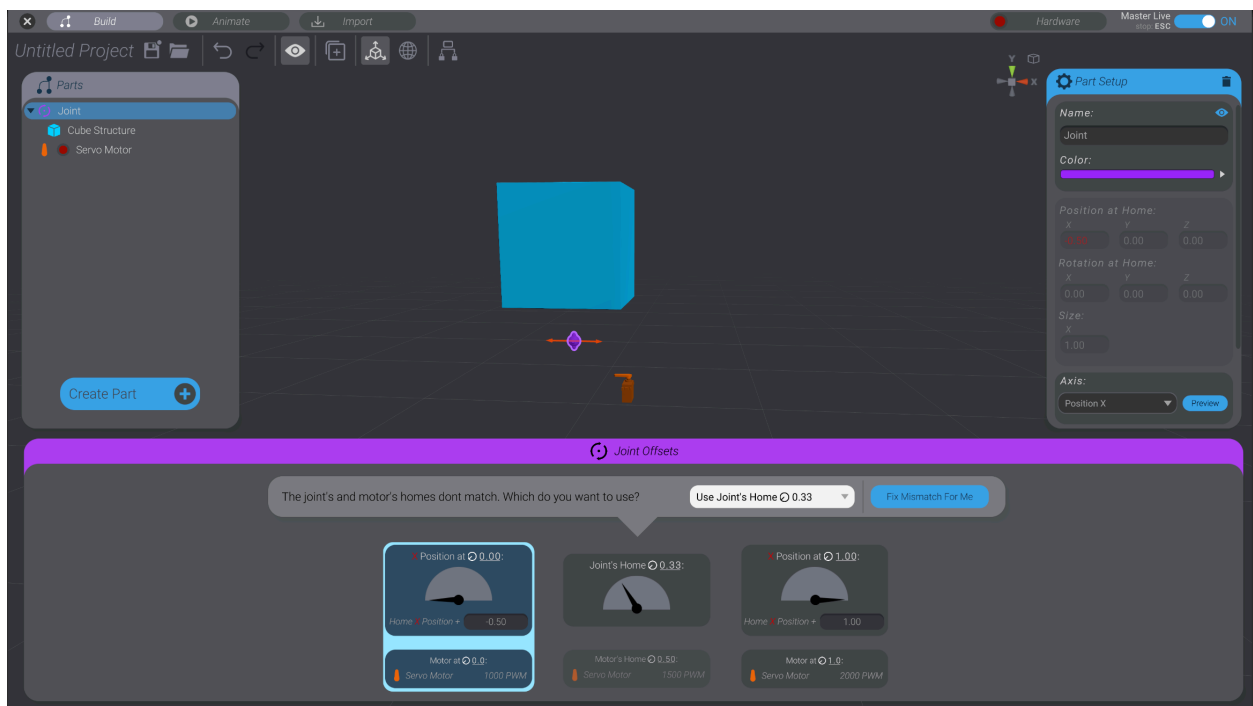 Build
Animate
Import
Hardware
Master Live
stop: ESC
ON
Untitled Project
Parts
Joint
Cube Structure
Servo Motor
Create Part
Y
X
Part Setup
Name:
Joint
Color:
Position at Home:
X Y Z
0.00 0.00
Rotation at Home:
X Y Z
0.00 0.00 0.00
Size:
X
1.00
Axis:
Position X
Preview
Joint Offsets
The joint's and motor's homes dont match. Which do you want to use?
Use Joint's Home 0.33
Fix Mismatch For Me
X Position at 0.00:
Home X Position + -0.50
Motor at 0.0:
Servo Motor 1000 PWM
Joint's Home 0.33:
Motor's Home 0.50:
Servo Motor 1500 PWM
X Position at 1.00:
Home X Position + 1.00
Motor at 1.0:
Servo Motor 2000 PWM